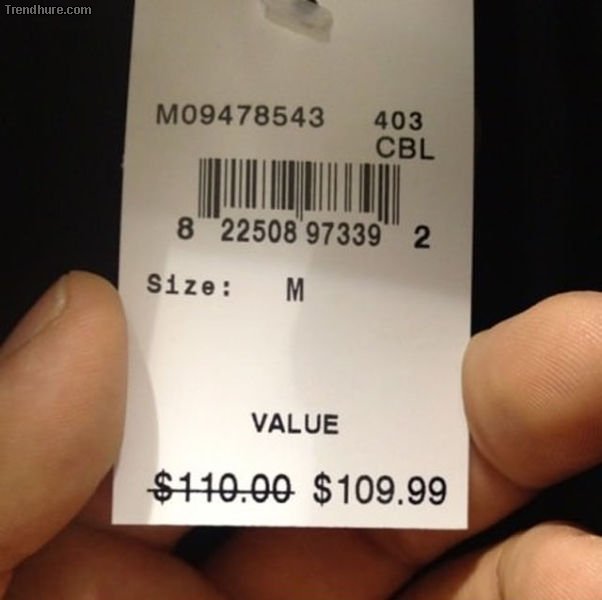 Trendhure.com
M09478543 403
CBL
8 22508 97339 2
Size: M
VALUE
$110.00 $109.99